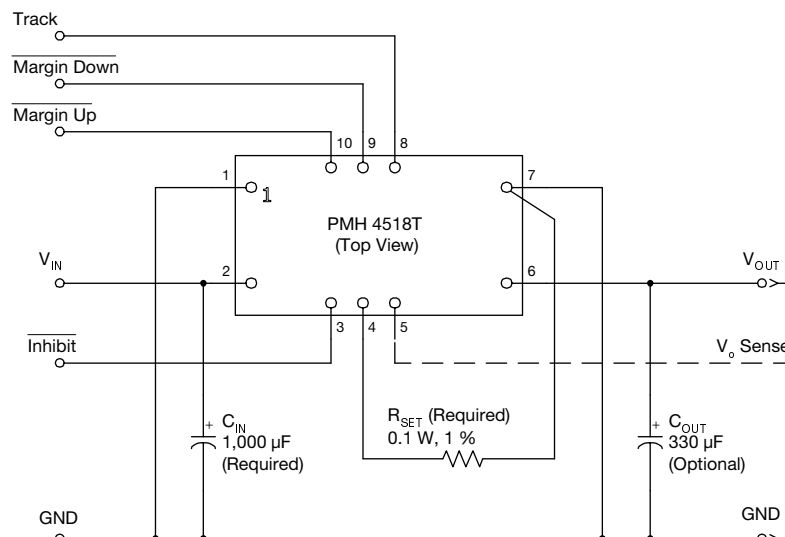 Track
Margin Down
Margin Up
10 9 8
1 7
1
PMH 4518T
(Top View)
VIN
2 6
VOUT
3 4 5
Inhibit
Vo Sense
RSET (Required)
0.1 W, 1 %
+ CIN
1,000 µF
(Required)
+ COUT
330 µF
(Optional)
GND
GND